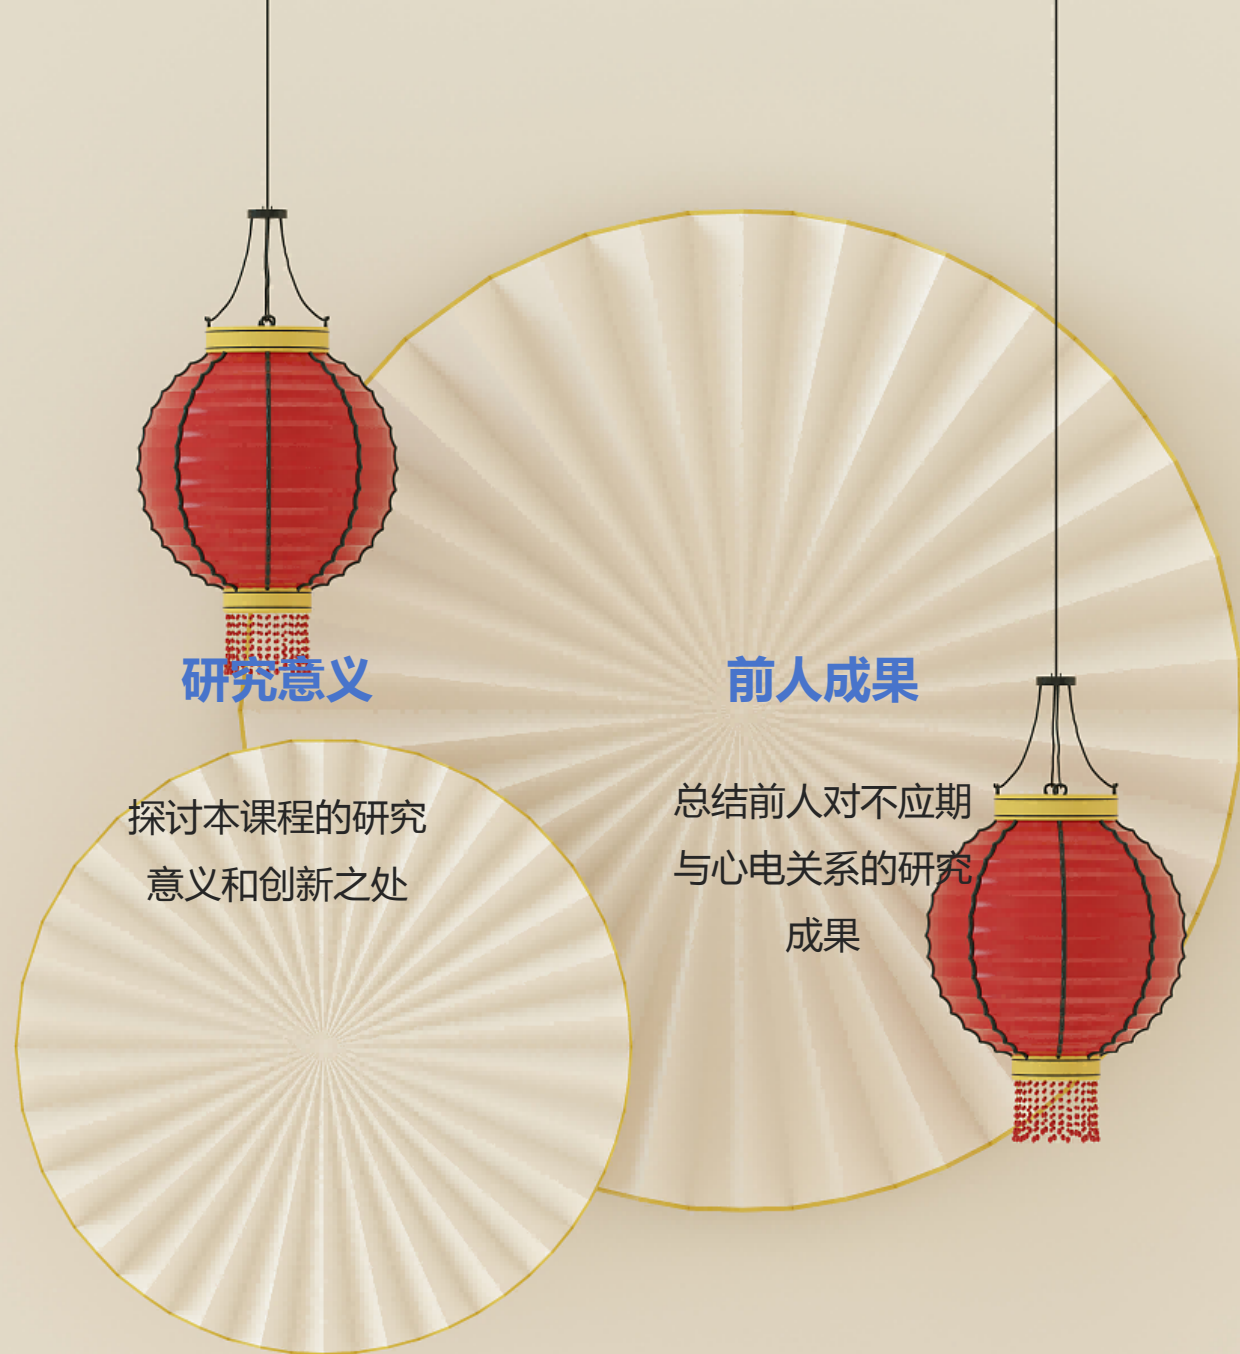 研究意义
探讨本课程的研究
意义和创新之处
前人成果
总结前人对不应期
与心电关系的研究
成果